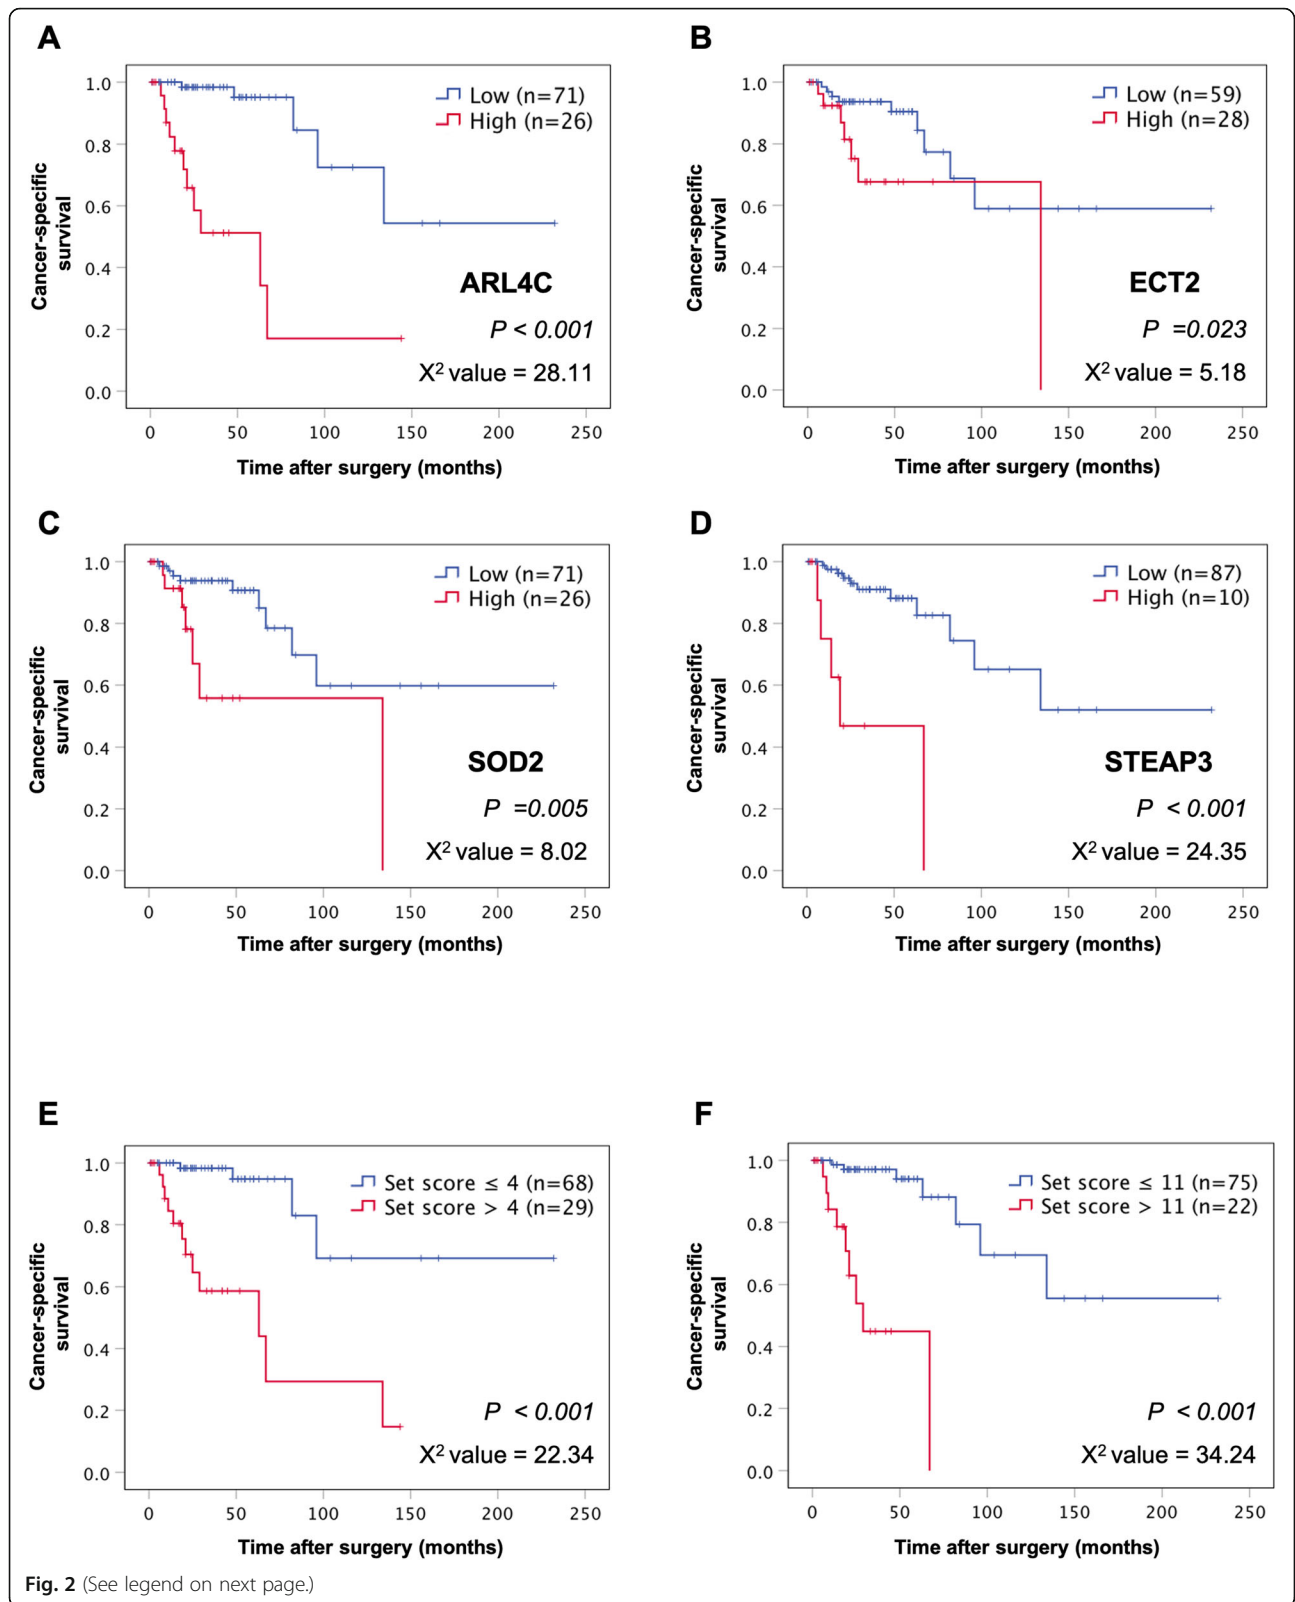 A
Cancer-specific
survival
1.0
0.8
0.6
0.4
0.2
0.0
Low (n=71)
High (n=26)
ARL4C
P < 0.001
X2 value = 28.11
0 50 100 150 200 250
Time after surgery (months)
B
Cancer-specific
survival
1.0
0.8
0.6
0.4
0.2
0.0
Low (n=59)
High (n=28)
ECT2
P =0.023
X2 value = 5.18
0 50 100 150 200 250
Time after surgery (months)
C
Cancer-specific
survival
1.0
0.8
0.6
0.4
0.2
0.0
Low (n=71)
High (n=26)
SOD2
P =0.005
X2 value = 8.02
0 50 100 150 200 250
Time after surgery (months)
D
Cancer-specific
survival
1.0
0.8
0.6
0.4
0.2
0.0
Low (n=87)
High (n=10)
STEAP3
P < 0.001
X2 value = 24.35
0 50 100 150 200 250
Time after surgery (months)
E
Cancer-specific
survival
1.0
0.8
0.6
0.4
0.2
0.0
Set score ≤ 4 (n=68)
Set score > 4 (n=29)
P < 0.001
X2 value = 22.34
0 50 100 150 200 250
Time after surgery (months)
F
Cancer-specific
survival
1.0
0.8
0.6
0.4
0.2
0.0
Set score ≤ 11 (n=75)
Set score > 11 (n=22)
P < 0.001
X2 value = 34.24
0 50 100 150 200 250
Time after surgery (months)
Fig. 2 (See legend on next page.)